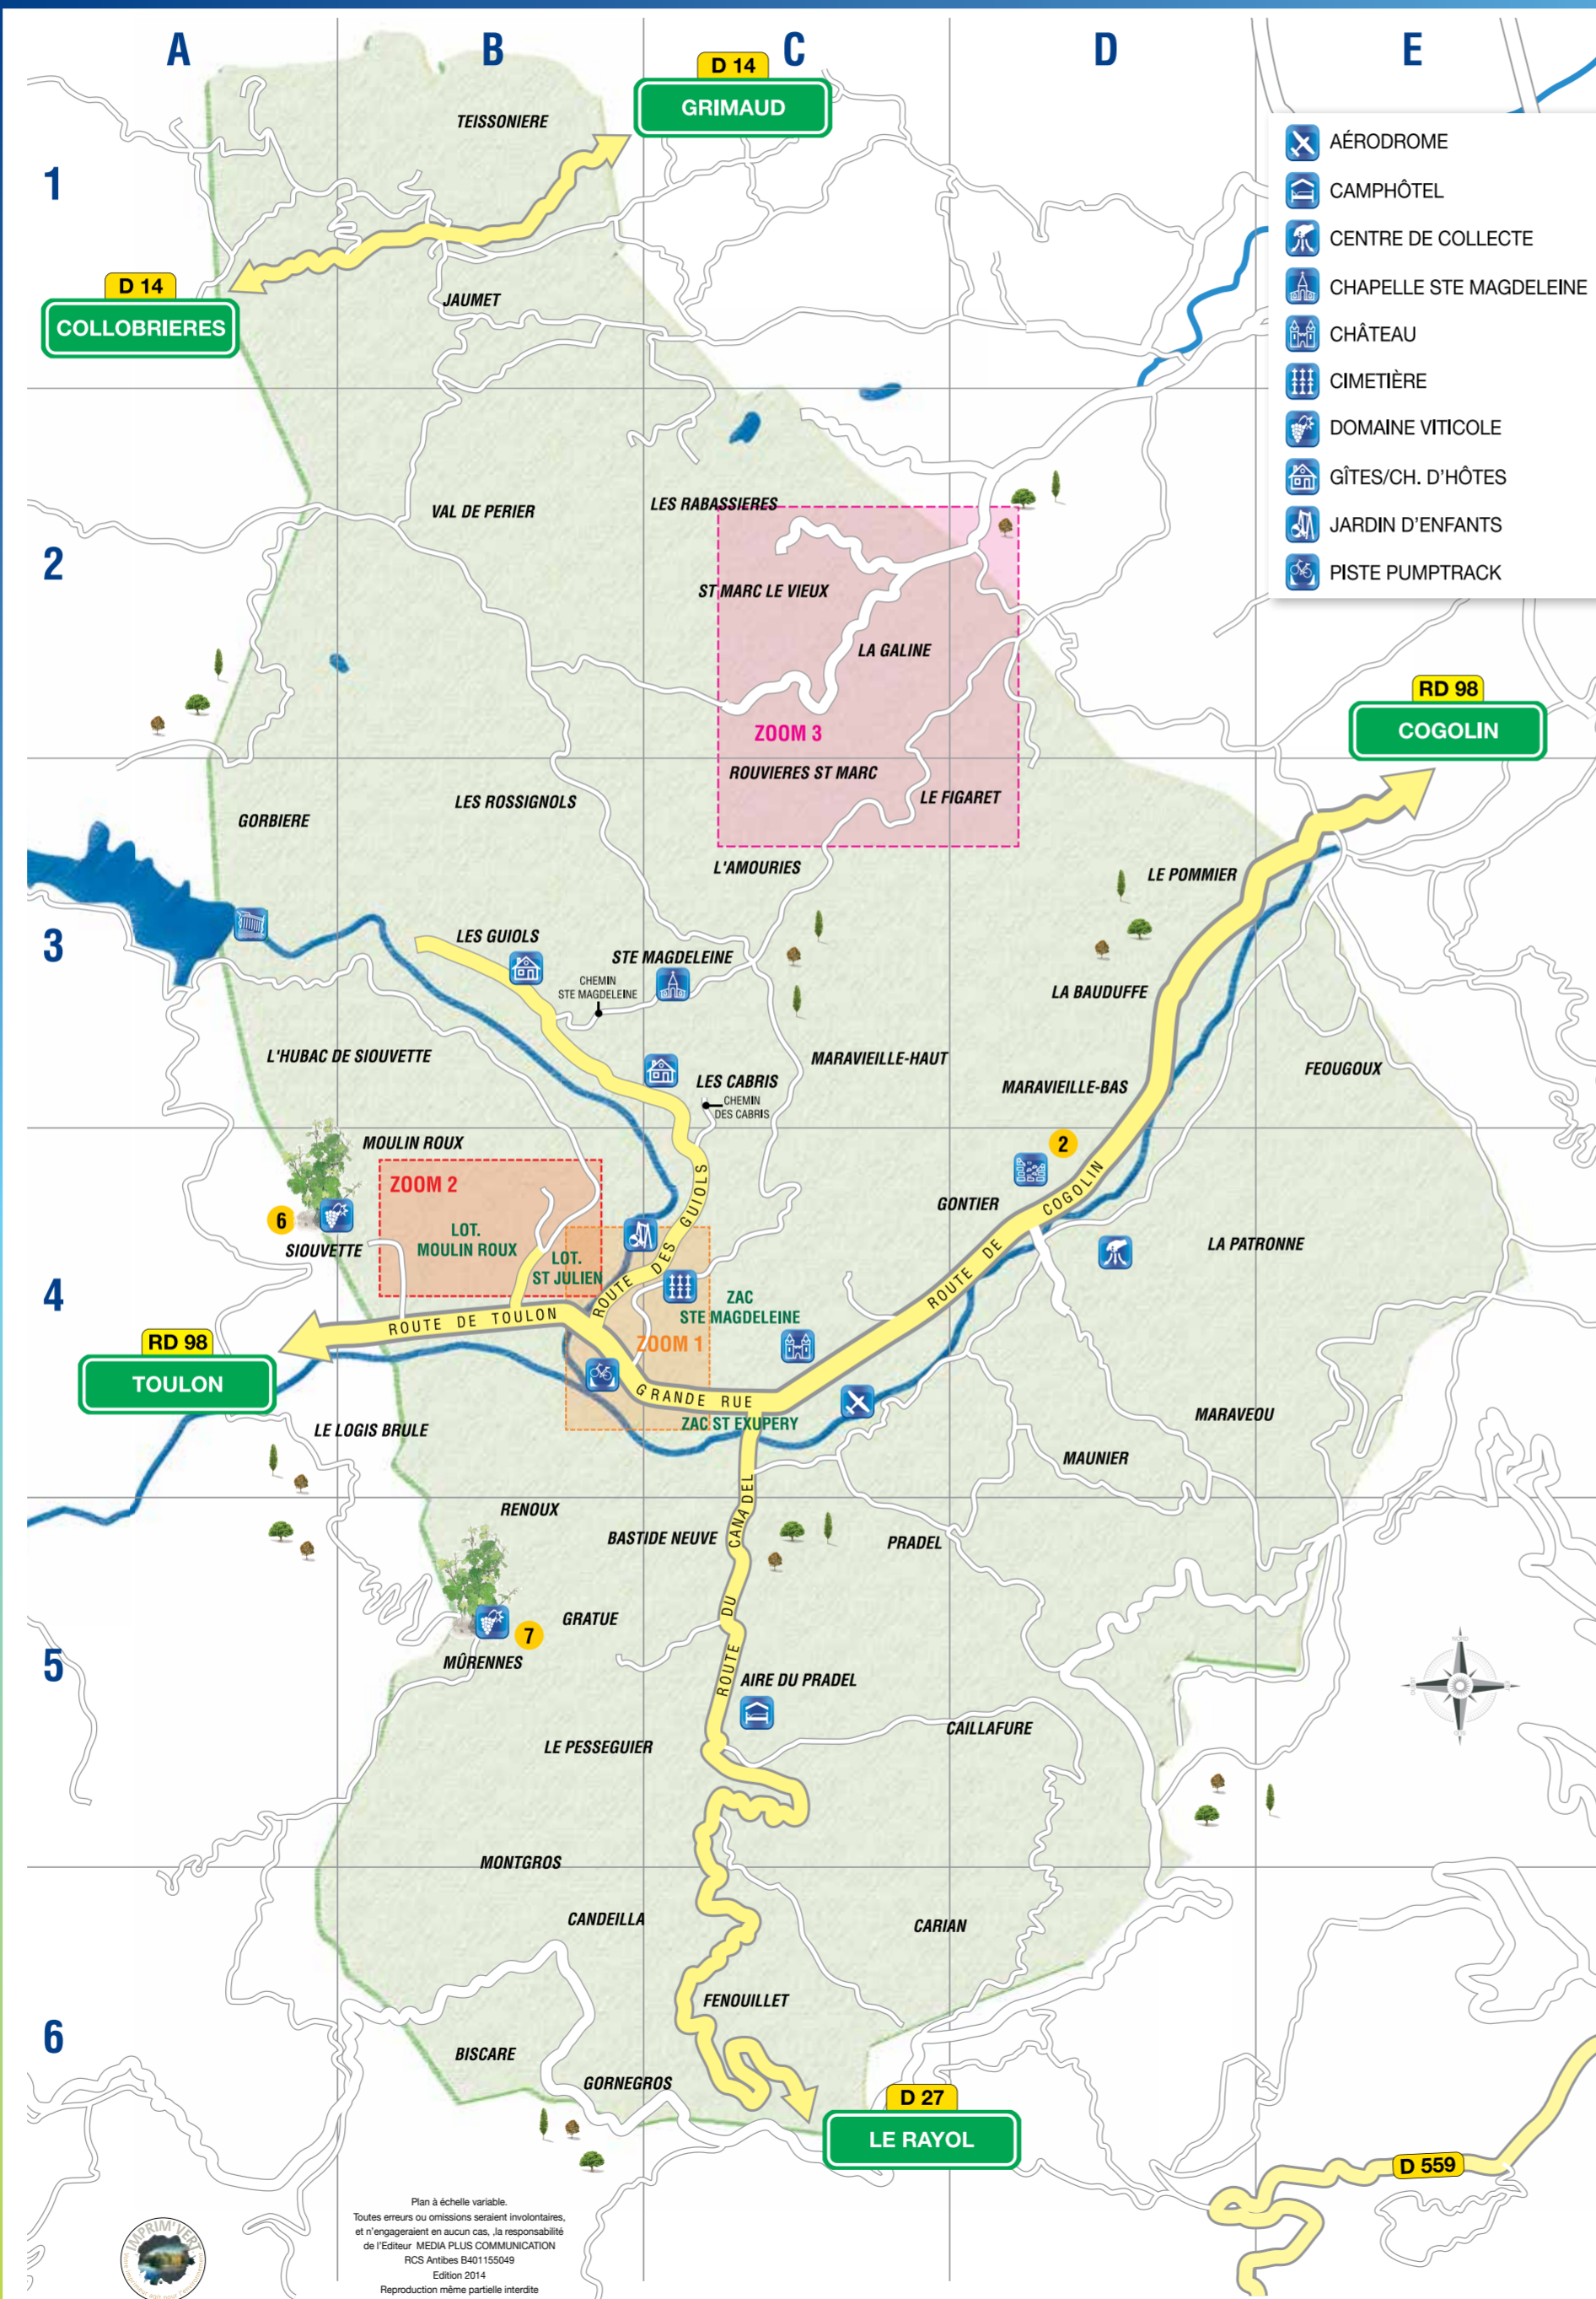 A
B
C
D
E
1
2
3
4
5
6
D 14
GRIMAUD
TEISSONIERE
D 14
COLLOBRIERES
JAUMET
AÉRODROME
CAMPHÔTEL
CENTRE DE COLLECTE
CHAPELLE STE MAGDELEINE
CHÂTEAU
CIMETIÈRE
DOMAINE VITICOLE
GÎTES/CH. D'HÔTES
JARDIN D'ENFANTS
PISTE PUMPTRACK
VAL DE PERIER
LES RABASSIERES
ST MARC LE VIEUX
LA GALINE
ZOOM 3
RD 98
COGOLIN
ROUVIERES ST MARC
LE FIGARET
LES ROSSIGNOLS
GORBIERE
L'AMOURIES
LE POMMIER
LES GUIOLS
STE MAGDELEINE
CHEMIN
STE MAGDELEINE
LA BAUDUFFE
L'HUBAC DE SIOUVETTE
MARAVIEILLE-HAUT
FEOUGOUX
LES CABRIS
CHEMIN
DES CABRIS
MARAVIEILLE-BAS
MOULIN ROUX
2
ZOOM 2
GONTIER
6
SIOUVETTE
LOT.
MOULIN ROUX
LOT.
ST JULIEN
ROUTE DES GUIOLS
ROUTE DE COGOLIN
LA PATRONNE
ZAC
STE MAGDELEINE
ROUTE DE TOULON
ZOOM 1
RD 98
TOULON
GRANDE RUE
ZAC ST EXUPERY
LE LOGIS BRULE
MARAVEOU
MAUNIER
RENOUX
BASTIDE NEUVE
PRADEL
ROUTE DU CANADEL
GRATUE
7
MÛRENNES
AIRE DU PRADEL
CAILLAFURE
LE PESSEGUIER
MONTGROS
CANDEILLA
CARIAN
FENOUILLET
BISCARE
GORNEGROS
D 27
LE RAYOL
D 559
Plan à échelle variable.
Toutes erreurs ou omissions seraient involontaires,
et n'engageraient en aucun cas, ,la responsabilité
de l'Editeur MEDIA PLUS COMMUNICATION
RCS Antibes B401155049
Edition 2014
Reproduction même partielle interdite
IMPRIM'VERT